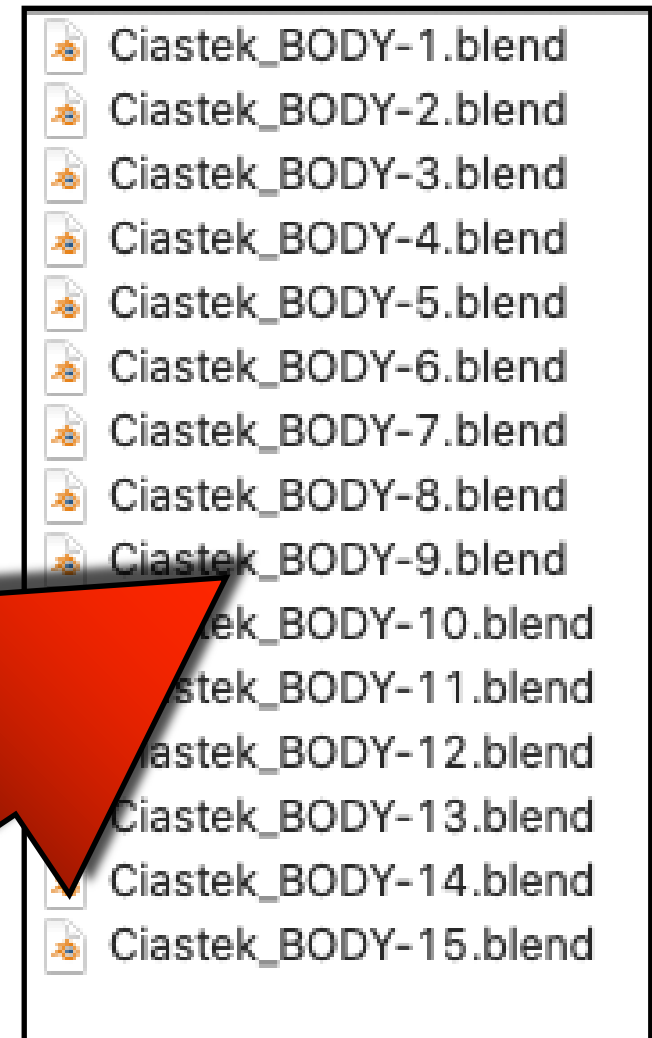 Ciastek_BODY-1.blend
Ciastek_BODY-2.blend
Ciastek_BODY-3.blend
Ciastek_BODY-4.blend
Ciastek_BODY-5.blend
Ciastek_BODY-6.blend
Ciastek_BODY-7.blend
Ciastek_BODY-8.blend
Ciastek_BODY-9.blend
tek_BODY-10.blend
stek_BODY-11.blend
iastek_BODY-12.blend
Ciastek_BODY-13.blend
Ciastek_BODY-14.blend
Ciastek_BODY-15.blend